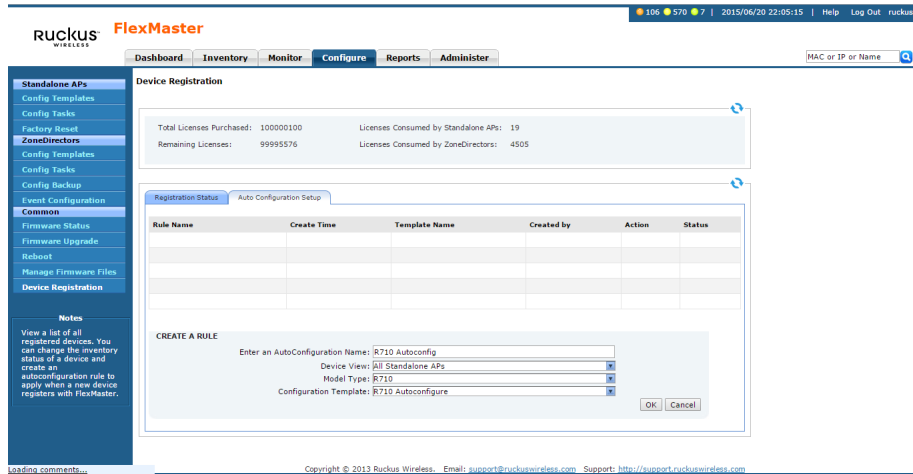 106 570 7 | 2015/06/20 22:05:15 | Help Log Out ruckus
RUCKUS WIRELESS
FlexMaster
Dashboard Inventory Monitor Configure Reports Administer
MAC or IP or Name
Standalone APs
Config Templates
Config Tasks
Factory Reset
ZoneDirectors
Config Templates
Config Tasks
Config Backup
Event Configuration
Common
Firmware Status
Firmware Upgrade
Reboot
Manage Firmware Files
Device Registration
Notes
View a list of all
registered devices. You
can change the inventory
status of a device and
create an
autoconfiguration rule to
apply when a new device
registers with FlexMaster.
Device Registration
Total Licenses Purchased: 100000100 Licenses Consumed by Standalone APs: 19
Remaining Licenses: 99995576 Licenses Consumed by ZoneDirectors: 4505
Registration Status Auto Configuration Setup
Rule Name Create Time Template Name Created by Action Status
CREATE A RULE
Enter an AutoConfiguration Name: R710 Autoconfig
Device View: All Standalone APs
Model Type: R710
Configuration Template: R710 Autoconfigure
OK Cancel
Loading comments...
Copyright © 2013 Ruckus Wireless. Email: support@ruckuswireless.com Support: http://support.ruckuswireless.com